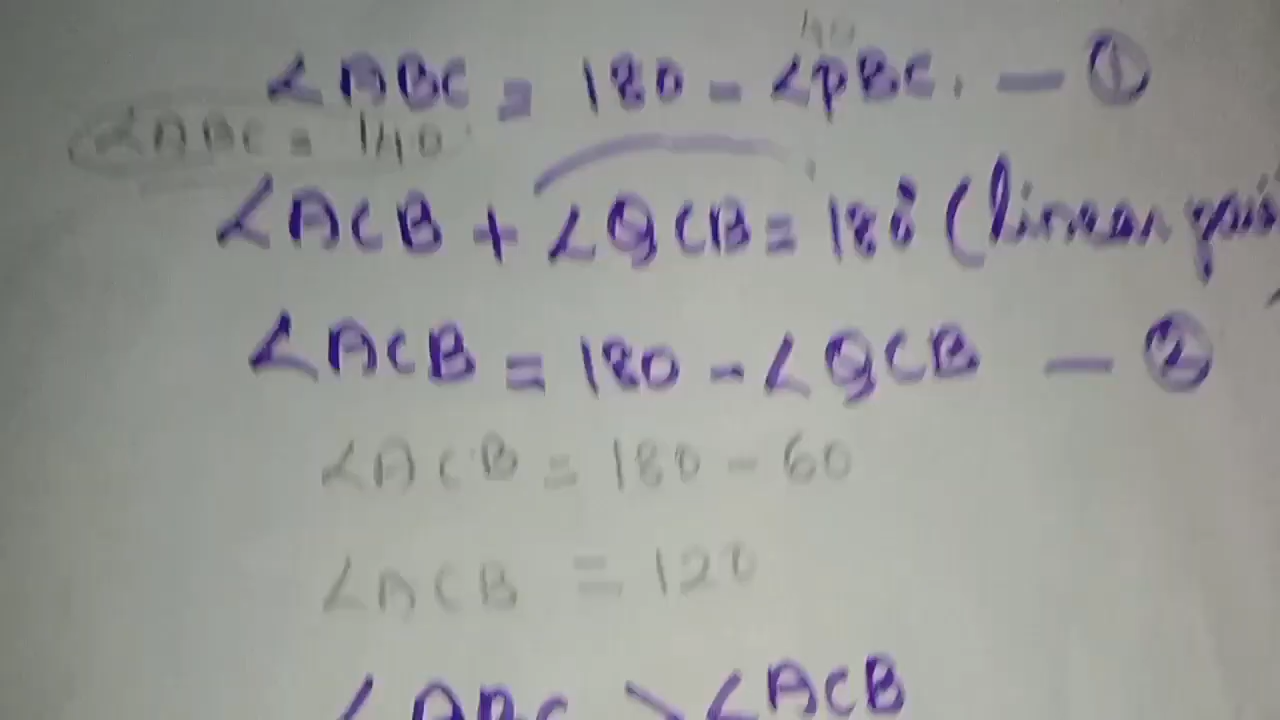 40
∠ABC = 180 - ∠PBC. — ①
∠ABC = 140
∠ACB + ∠QCB = 180 (linear pair
∠ACB = 180 - ∠QCB — ②
∠ACB = 180 - 60
∠ACB = 120
∠ABC > ∠ACB